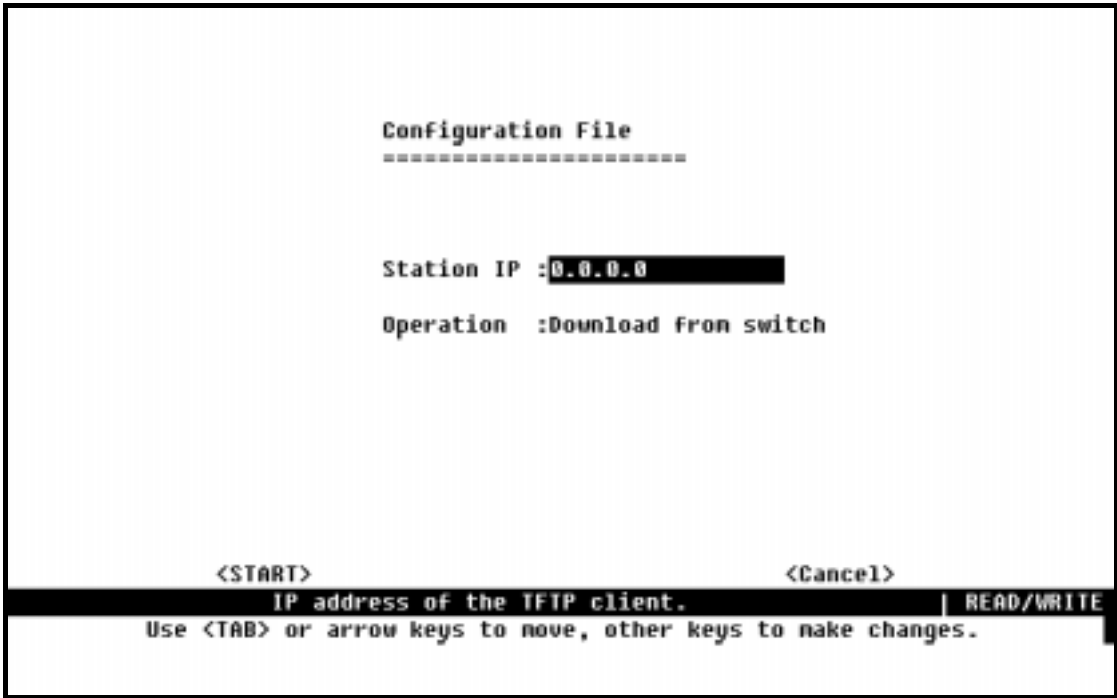 Configuration File
======================
Station IP :0.0.0.0
Operation  :Download from switch
<START> <Cancel>
IP address of the TFTP client. | READ/WRITE
Use <TAB> or arrow keys to move, other keys to make changes.